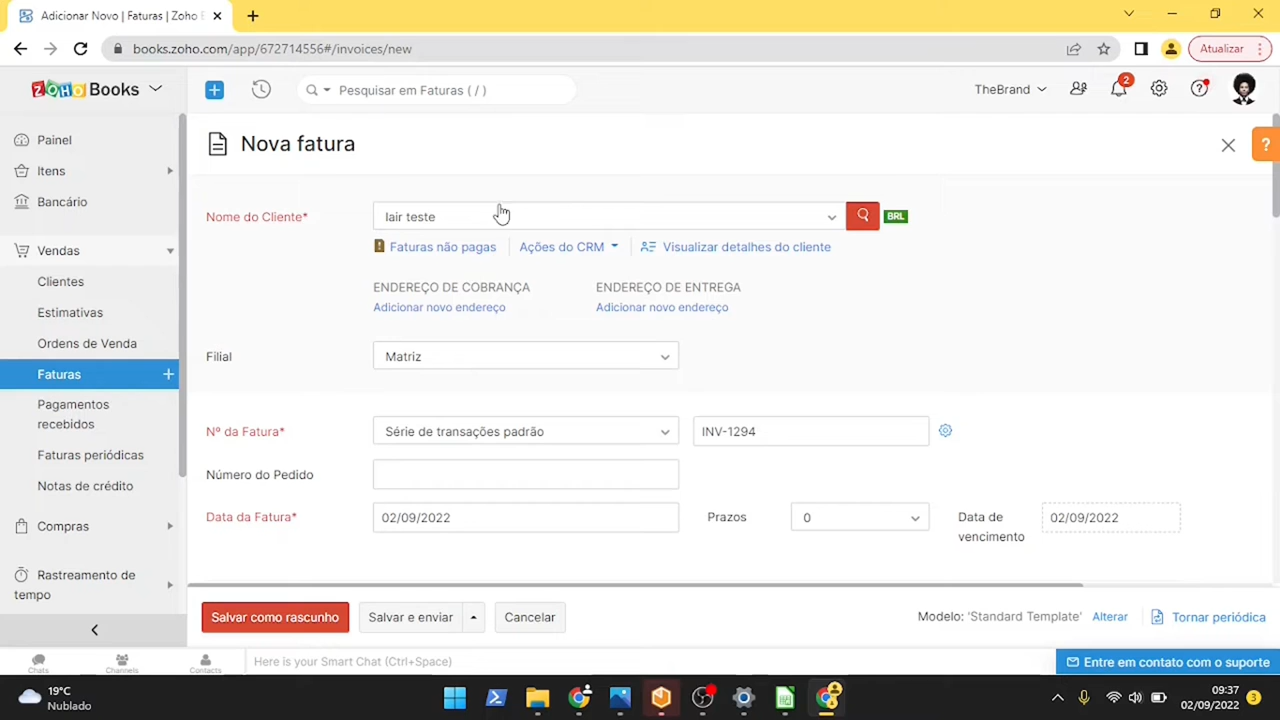 Adicionar Novo | Faturas | Zoho
books.zoho.com/app/672714556#/invoices/new
Atualizar
ZOHO Books
Pesquisar em Faturas ( / )
TheBrand
2
Painel
Itens
Bancário
Vendas
Clientes
Estimativas
Ordens de Venda
Faturas
Pagamentos
recebidos
Faturas periódicas
Notas de crédito
Compras
Rastreamento de
tempo
Nova fatura
?
Nome do Cliente*
Iair teste
BRL
Faturas não pagas
Ações do CRM
Visualizar detalhes do cliente
ENDEREÇO DE COBRANÇA
ENDEREÇO DE ENTREGA
Adicionar novo endereço
Adicionar novo endereço
Filial
Matriz
Nº da Fatura*
Série de transações padrão
INV-1294
Número do Pedido
Data da Fatura*
02/09/2022
Prazos
0
Data de
vencimento
02/09/2022
Salvar como rascunho
Salvar e enviar
Cancelar
Modelo: 'Standard Template'
Alterar
Tornar periódica
Chats
Channels
Contacts
Here is your Smart Chat (Ctrl+Space)
Entre em contato com o suporte
19°C
Nublado
09:37
02/09/2022
3